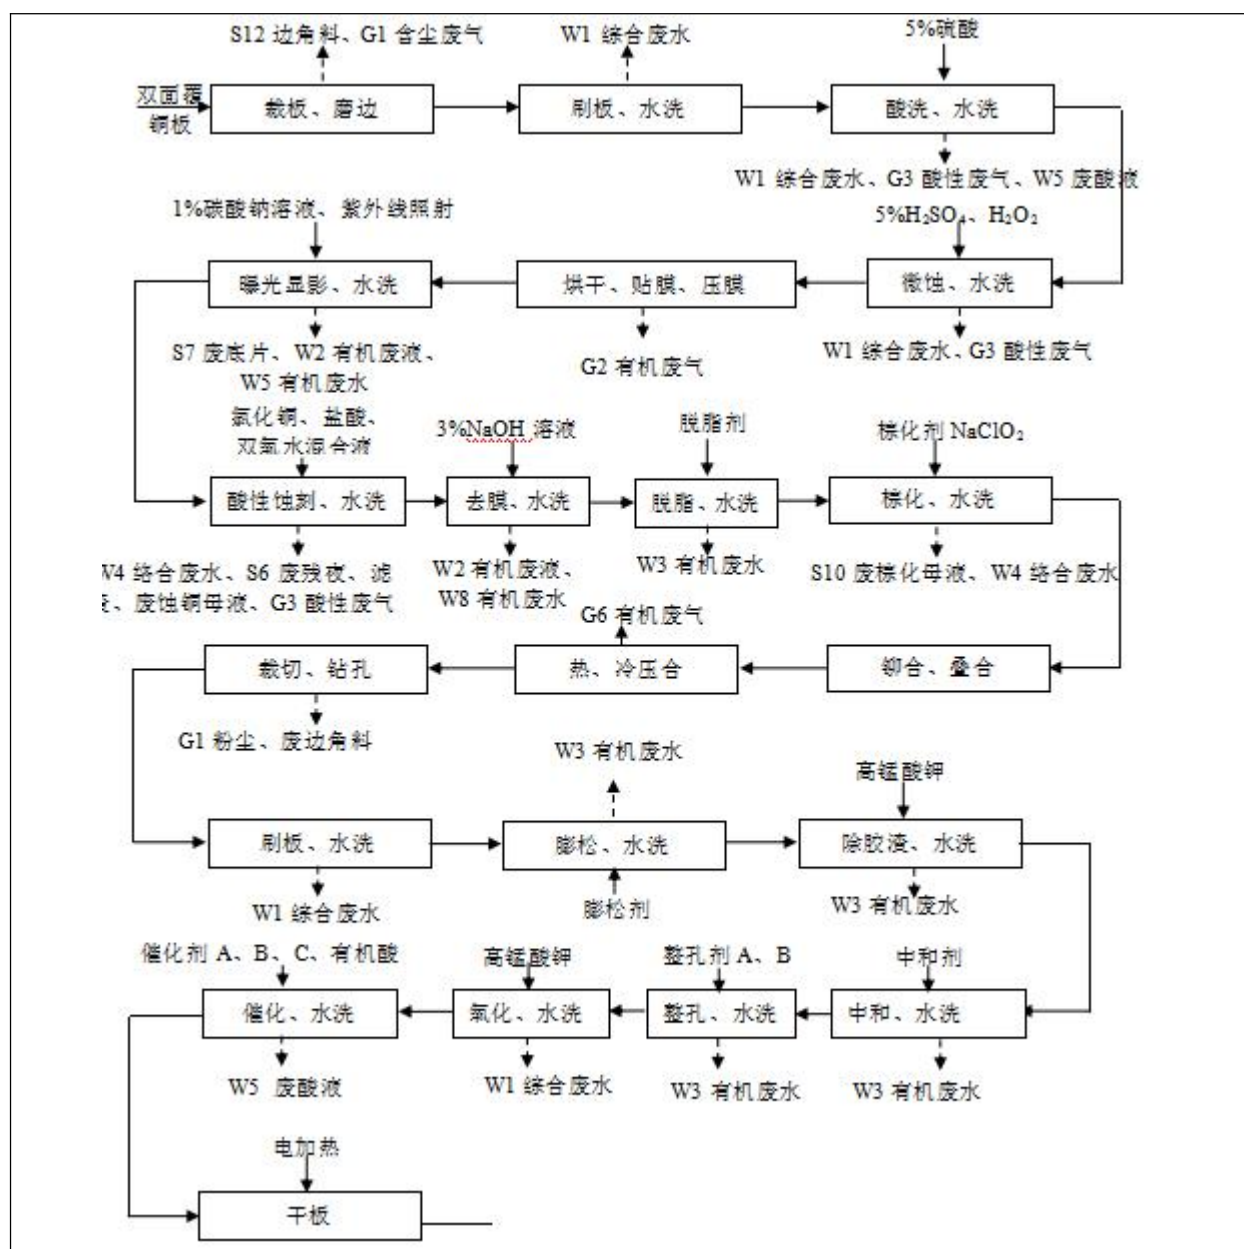 S12 边角料、G1 含尘废气
W1 综合废水
5%硫酸
双面覆
铜板
裁板、磨边
刷板、水洗
酸洗、水洗
W1 综合废水、G3 酸性废气、W5 废酸液
1%碳酸钠溶液、紫外线照射
5%H₂SO₄、H₂O₂
曝光显影、水洗
烘干、贴膜、压膜
微蚀、水洗
S7 废底片、W2 有机废液、
W5 有机废水
G2 有机废气
W1 综合废水、G3 酸性废气
氯化铜、盐酸、
双氧水混合液
3%NaOH 溶液
脱脂剂
棕化剂 NaClO₂
酸性蚀刻、水洗
去膜、水洗
脱脂、水洗
棕化、水洗
W4 络合废水、S6 废残夜、滤
、废蚀铜母液、G3 酸性废气
W2 有机废液、
W8 有机废水
W3 有机废水
S10 废棕化母液、W4 络合废水
G6 有机废气
裁切、钻孔
热、冷压合
铆合、叠合
G1 粉尘、废边角料
W3 有机废水
高锰酸钾
刷板、水洗
膨松、水洗
除胶渣、水洗
W1 综合废水
膨松剂
W3 有机废水
催化剂 A、B、C、有机酸
高锰酸钾
整孔剂 A、B
中和剂
催化、水洗
氧化、水洗
整孔、水洗
中和、水洗
W5 废酸液
W1 综合废水
W3 有机废水
W3 有机废水
电加热
干板